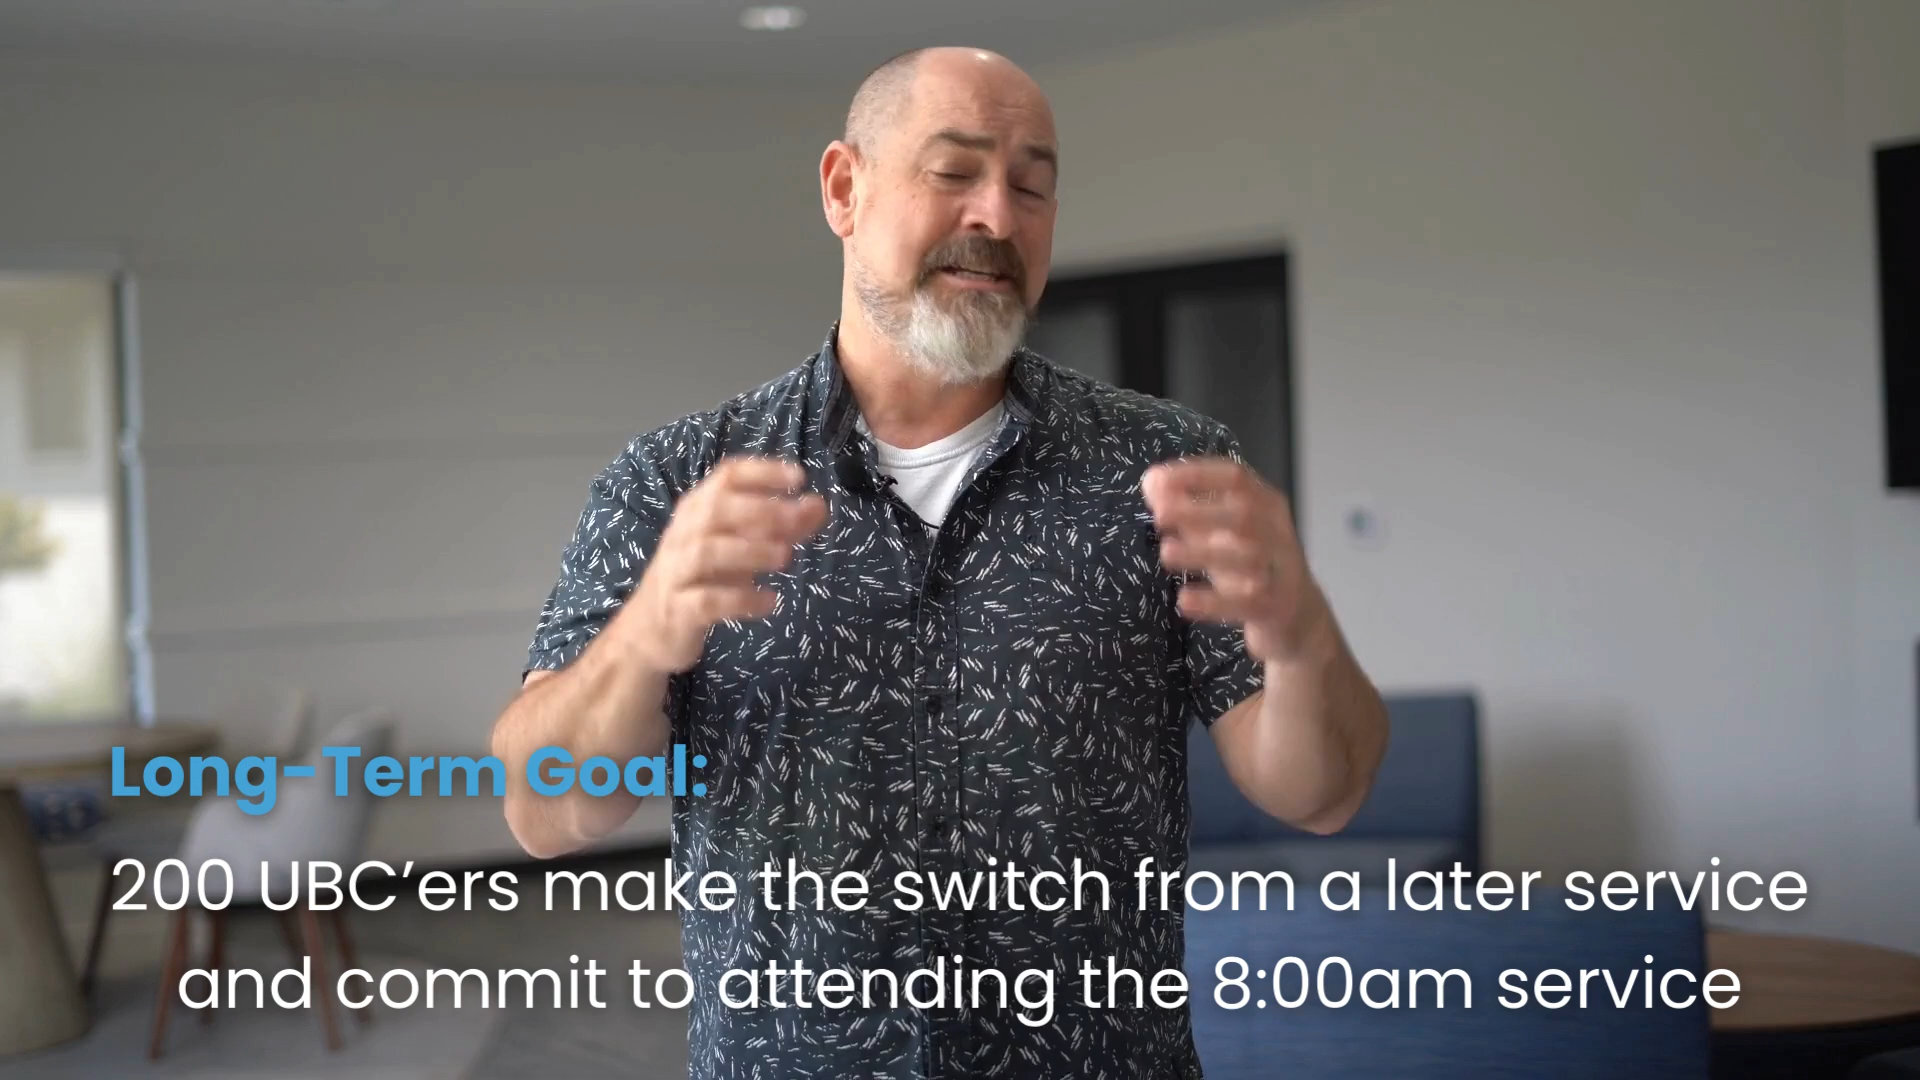 Long-Term Goal:
200 UBC’ers make the switch from a later service
and commit to attending the 8:00am service